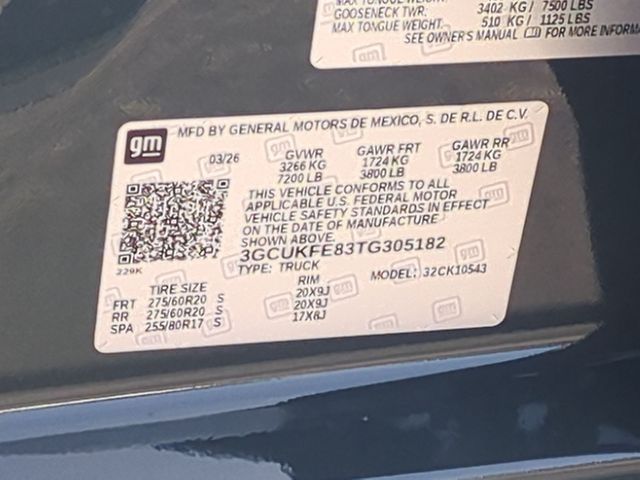 MAX TONGUE WEIGHT.
GOOSENECK TWR. 3402 KG / 7500 LBS
MAX TONGUE WEIGHT. 510 KG / 1125 LBS
SEE OWNER'S MANUAL FOR MORE INFORMA
gm
MFD BY GENERAL MOTORS DE MEXICO, S. DE R.L. DE C.V.
03/26 GVWR GAWR FRT GAWR RR
3266 KG 1724 KG 1724 KG
7200 LB 3800 LB 3800 LB
THIS VEHICLE CONFORMS TO ALL
APPLICABLE U.S. FEDERAL MOTOR
VEHICLE SAFETY STANDARDS IN EFFECT
ON THE DATE OF MANUFACTURE
SHOWN ABOVE.
3GCUKFE83TG305182
229K TYPE: TRUCK MODEL: 32CK10543
TIRE SIZE RIM
FRT 275/60R20 S 20X9J
RR 275/60R20 S 20X9J
SPA 255/80R17 S 17X8J